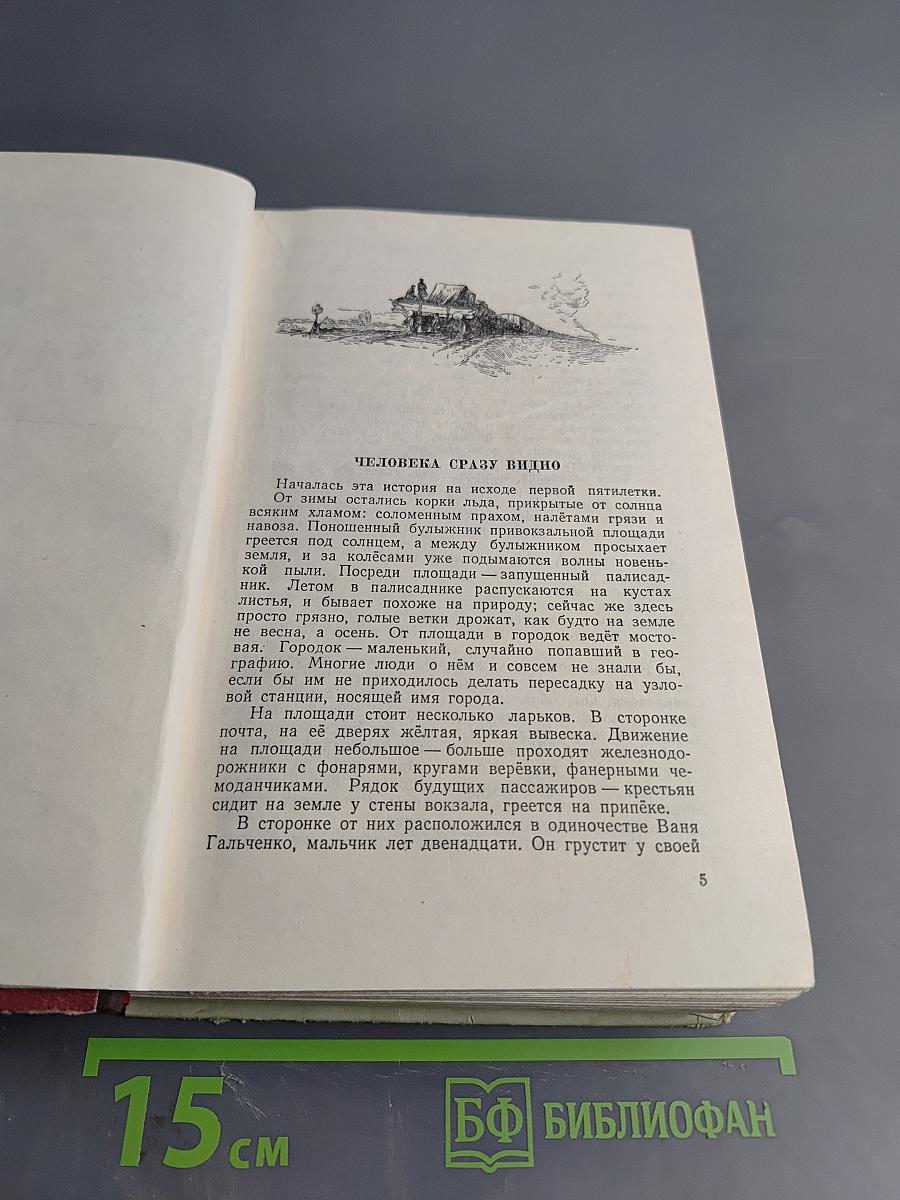 ЧЕЛОВЕКА СРАЗУ ВИДНО
Началась эта история на исходе первой пятилетки.
От зимы остались корки льда, прикрытые от солнца
всяким хламом: соломенным прахом, налётами грязи и
навоза. Поношенный булыжник привокзальной площади
греется под солнцем, а между булыжником просыхает
земля, и за колёсами уже подымаются волны новень-
кой пыли. Посреди площади — запущенный палисад-
ник. Летом в палисаднике распускаются на кустах
листья, и бывает похоже на природу; сейчас же здесь
просто грязно, голые ветки дрожат, как будто на земле
не весна, а осень. От площади в городок ведёт мосто-
вая. Городок — маленький, случайно попавший в гео-
графию. Многие люди о нём и совсем не знали бы,
если бы им не приходилось делать пересадку на узло-
вой станции, носящей имя города.
На площади стоит несколько ларьков. В сторонке
почта, на её дверях жёлтая, яркая вывеска. Движение
на площади небольшое — больше проходят железнодо-
рожники с фонарями, кругами верёвки, фанерными че-
моданчиками. Рядок будущих пассажиров — крестьян
сидит на земле у стены вокзала, греется на припёке.
В сторонке от них расположился в одиночестве Ваня
Гальченко, мальчик лет двенадцати. Он грустит у своей
5
15 см
БФ БИБЛИОФАН